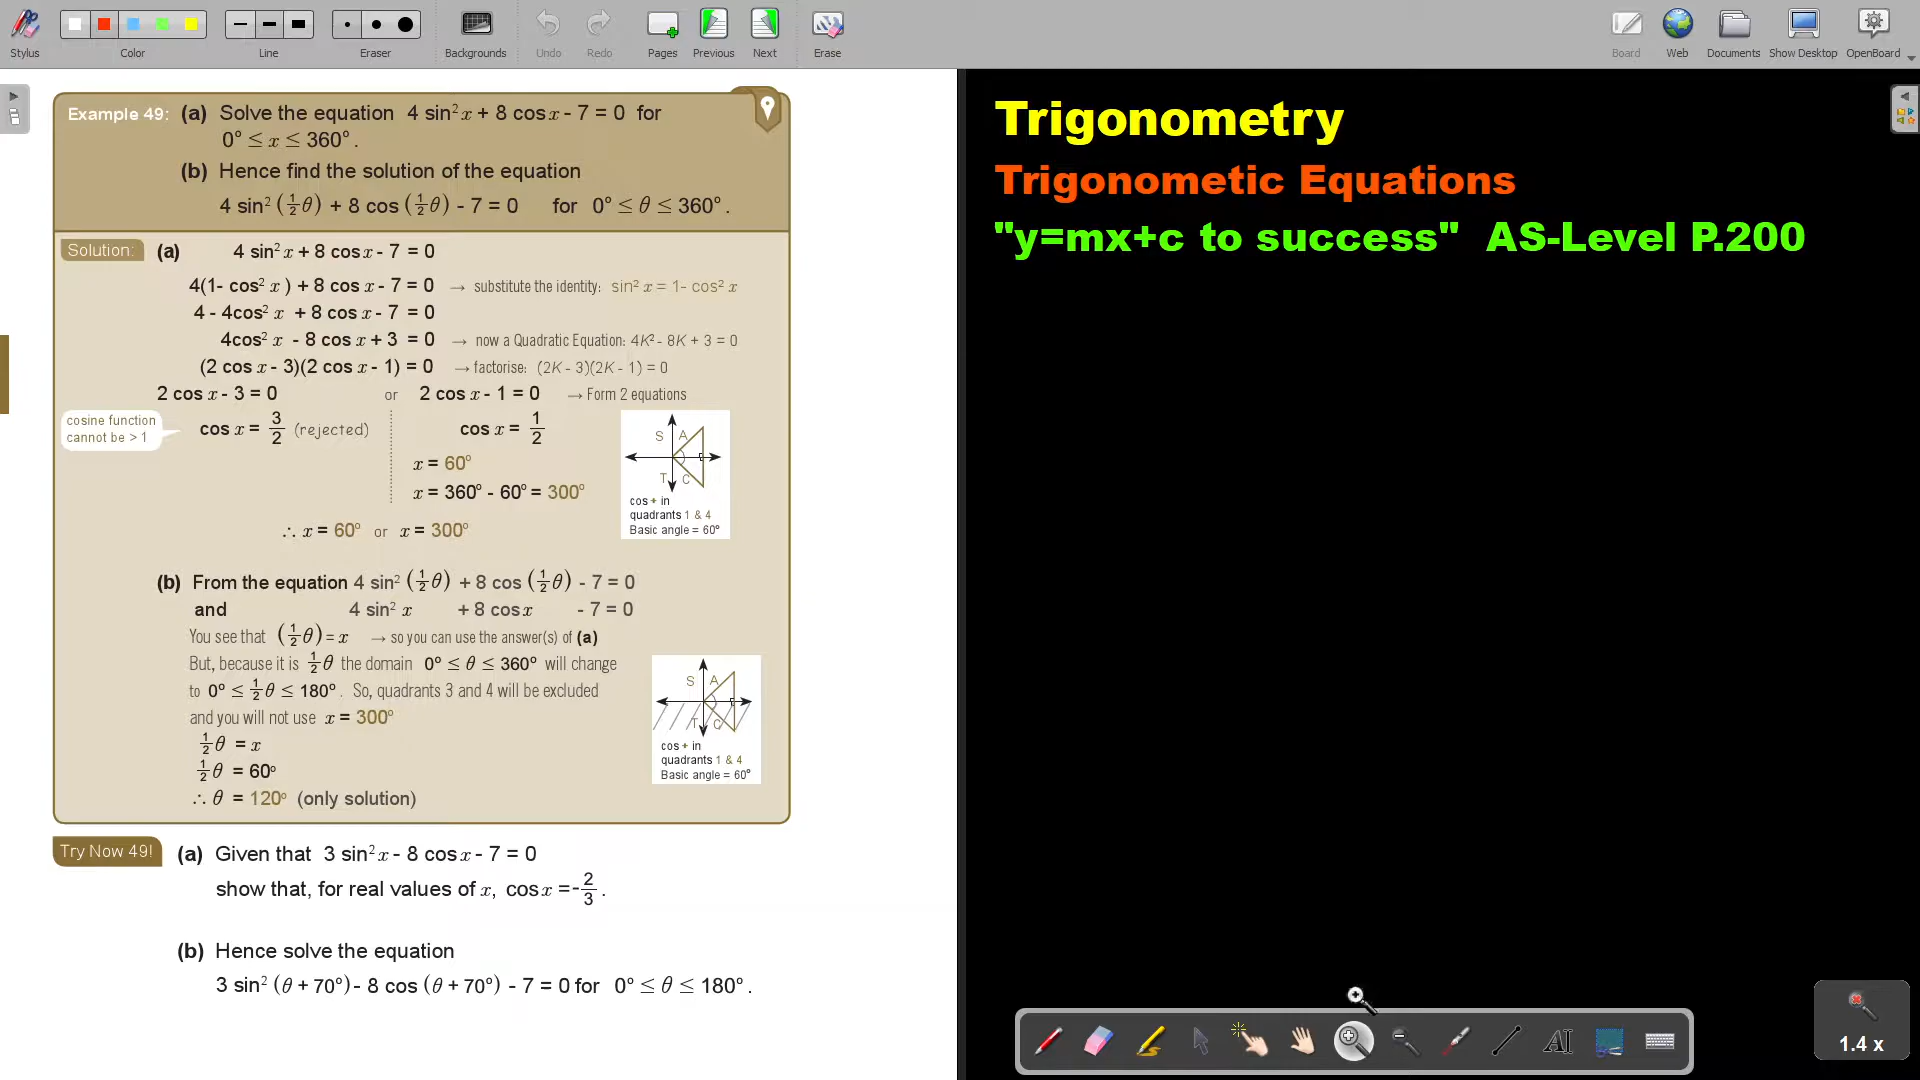 Stylus Color Line Eraser Backgrounds Undo Redo Pages Previous Next Erase Board Web Documents Show Desktop OpenBoard
Example 49: (a) Solve the equation 4 sin² x + 8 cos x - 7 = 0 for
0° ≤ x ≤ 360° .
(b) Hence find the solution of the equation
4 sin² (½θ) + 8 cos (½θ) - 7 = 0 for 0° ≤ θ ≤ 360° .
Solution: (a) 4 sin² x + 8 cos x - 7 = 0
4(1- cos² x ) + 8 cos x - 7 = 0 → substitute the identity: sin² x = 1- cos² x
4 - 4cos² x + 8 cos x - 7 = 0
4cos² x - 8 cos x + 3 = 0 → now a Quadratic Equation: 4K² - 8K + 3 = 0
(2 cos x - 3)(2 cos x - 1) = 0 → factorise: (2K - 3)(2K - 1) = 0
2 cos x - 3 = 0 or 2 cos x - 1 = 0 → Form 2 equations
cosine function
cannot be > 1
cos x = 3/2 (rejected) cos x = 1/2
x = 60°
x = 360° - 60° = 300°
∴ x = 60° or x = 300°
S A
T C
cos + in
quadrants 1 & 4
Basic angle = 60°
(b) From the equation 4 sin² (½θ) + 8 cos (½θ) - 7 = 0
and 4 sin² x + 8 cos x - 7 = 0
You see that (½θ) = x → so you can use the answer(s) of (a)
But, because it is ½θ the domain 0° ≤ θ ≤ 360° will change
to 0° ≤ ½θ ≤ 180° . So, quadrants 3 and 4 will be excluded
and you will not use x = 300°
½θ = x
½θ = 60°
∴ θ = 120° (only solution)
S A
T C
cos + in
quadrants 1 & 4
Basic angle = 60°
Try Now 49! (a) Given that 3 sin² x - 8 cos x - 7 = 0
show that, for real values of x, cos x = -2/3 .
(b) Hence solve the equation
3 sin² (θ + 70°) - 8 cos (θ + 70°) - 7 = 0 for 0° ≤ θ ≤ 180° .
Trigonometry
Trigonometic Equations
"y=mx+c to success" AS-Level P.200
AI
1.4 x